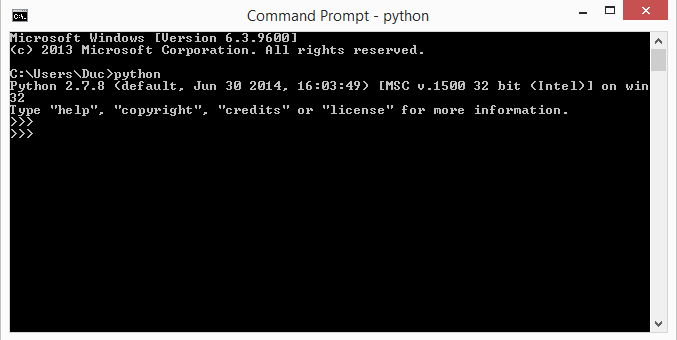 Command Prompt - python
Microsoft Windows [Version 6.3.9600]
(c) 2013 Microsoft Corporation. All rights reserved.
C:\Users\Duc>python
Python 2.7.8 (default, Jun 30 2014, 16:03:49) [MSC v.1500 32 bit (Intel)] on win
32
Type "help", "copyright", "credits" or "license" for more information.
>>>
>>>